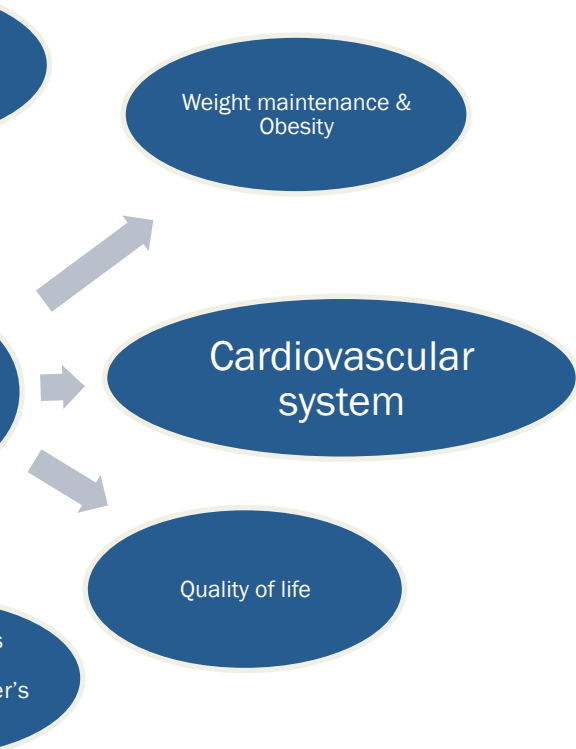 Weight maintenance &
Obesity
Cardiovascular
system
Quality of life